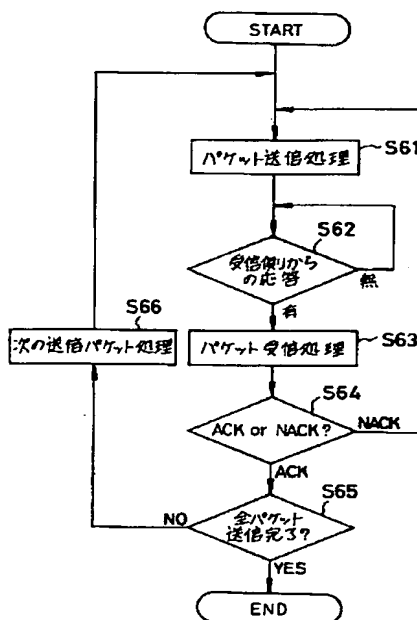 START
パケット送信処理
S61
S62
受信側から
の応答
無
有
S66
次の送信パケット処理
パケット受信処理
S63
S64
ACK or NACK?
NACK
ACK
S65
全パケット
送信完了?
NO
YES
END